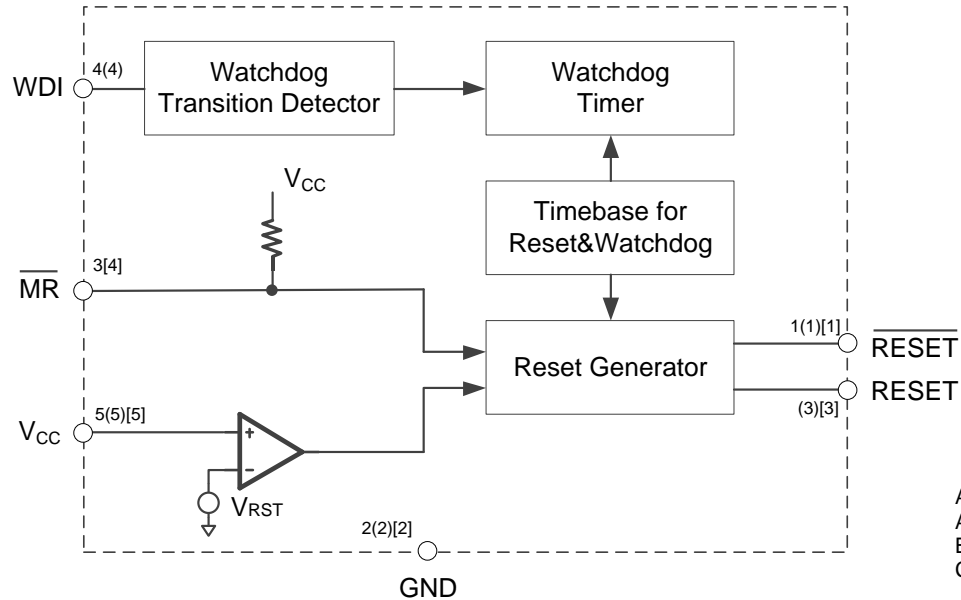 WDI
4(4)
Watchdog
Transition Detector
Watchdog
Timer
VCC
Timebase for
Reset&Watchdog
MR
3[4]
Reset Generator
1(1)[1]
RESET
RESET
(3)[3]
VCC
5(5)[5]
+
−
VRST
2(2)[2]
GND
A
A